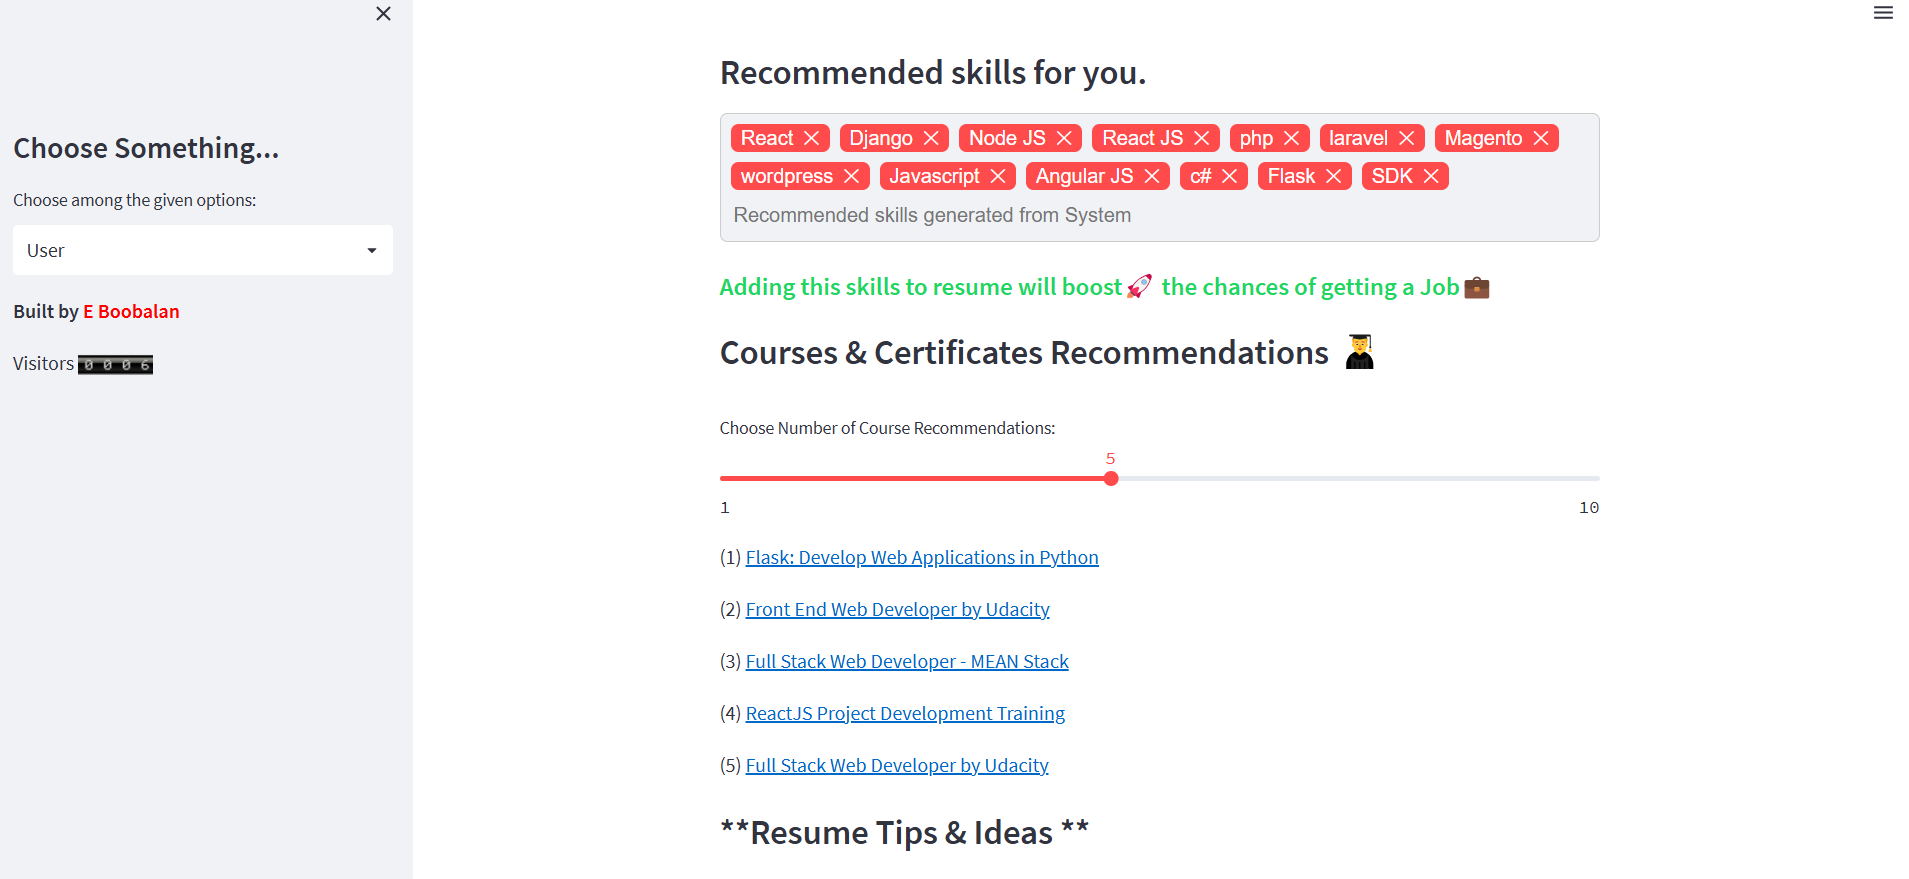 Choose Something...
Choose among the given options:
User
Built by E Boobalan
Visitors 0006
Recommended skills for you.
React Django Node JS React JS php laravel Magento
wordpress Javascript Angular JS c# Flask SDK
Recommended skills generated from System
Adding this skills to resume will boost🚀 the chances of getting a Job💼
Courses & Certificates Recommendations 👨‍🎓
Choose Number of Course Recommendations:
5
1 10
(1) Flask: Develop Web Applications in Python
(2) Front End Web Developer by Udacity
(3) Full Stack Web Developer - MEAN Stack
(4) ReactJS Project Development Training
(5) Full Stack Web Developer by Udacity
**Resume Tips & Ideas **